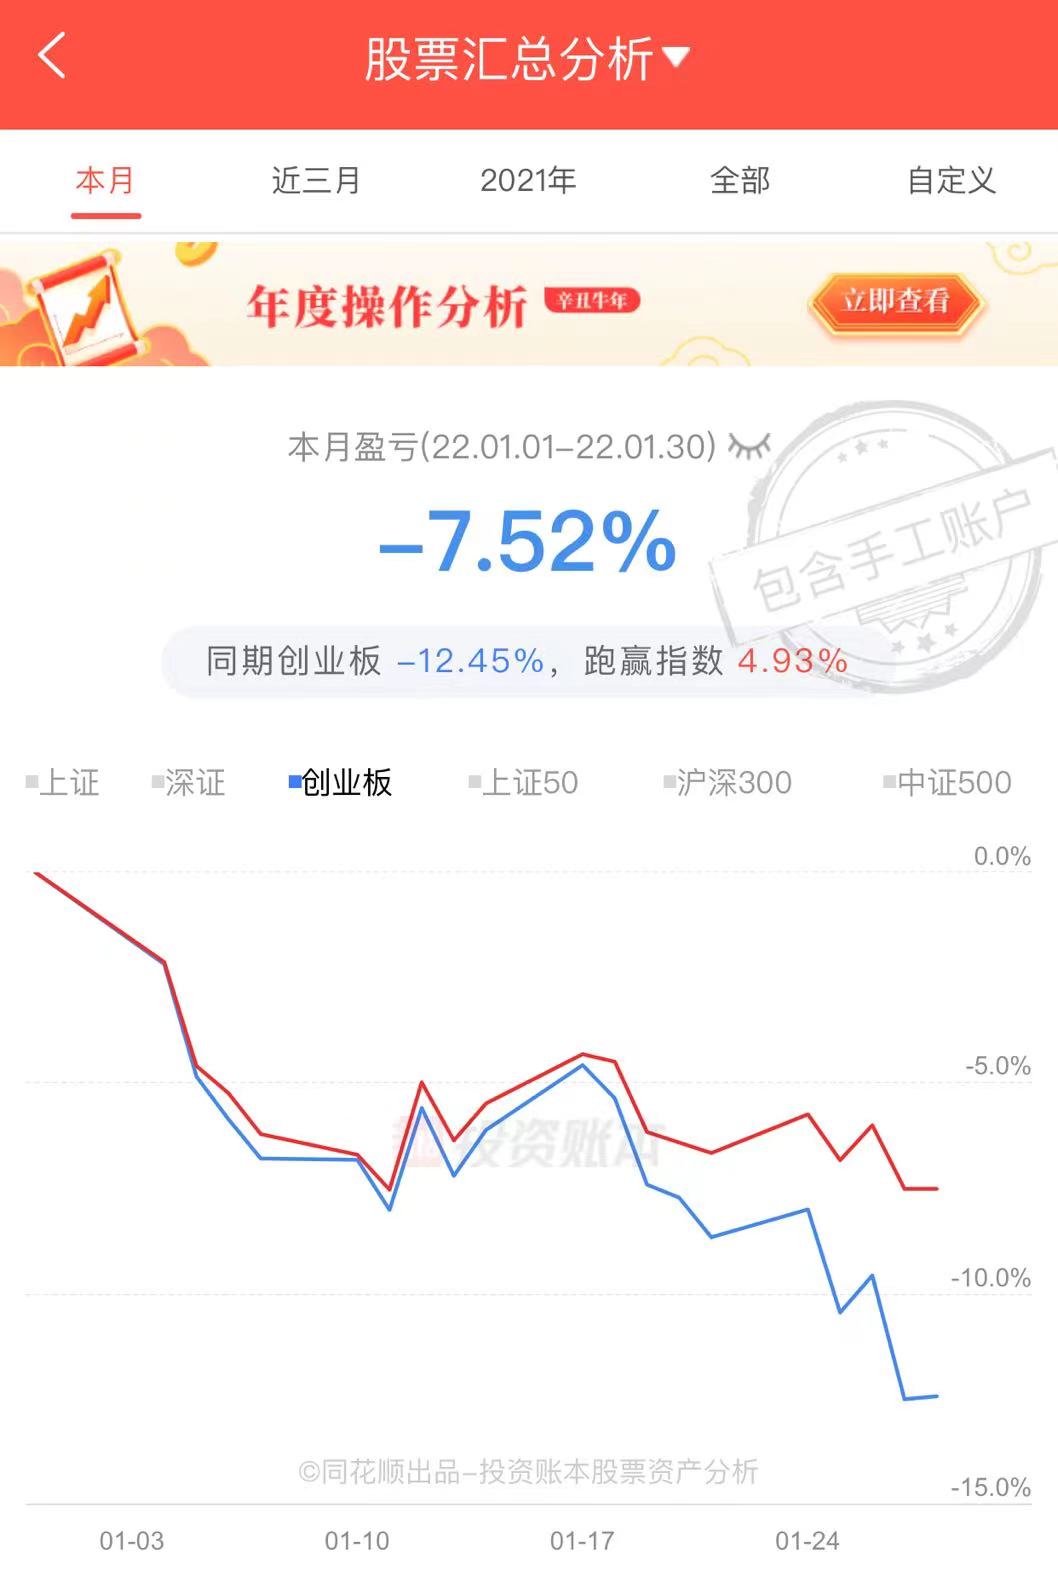 股票汇总分析
本月 近三月 2021年 全部 自定义
年度操作分析 辛丑牛年 立即查看
本月盈亏(22.01.01-22.01.30)
-7.52%
包含手工账户
同期创业板 -12.45%，跑赢指数 4.93%
上证 深证 创业板 上证50 沪深300 中证500
0.0%
-5.0%
投资账本
-10.0%
©同花顺出品-投资账本股票资产分析
-15.0%
01-03 01-10 01-17 01-24